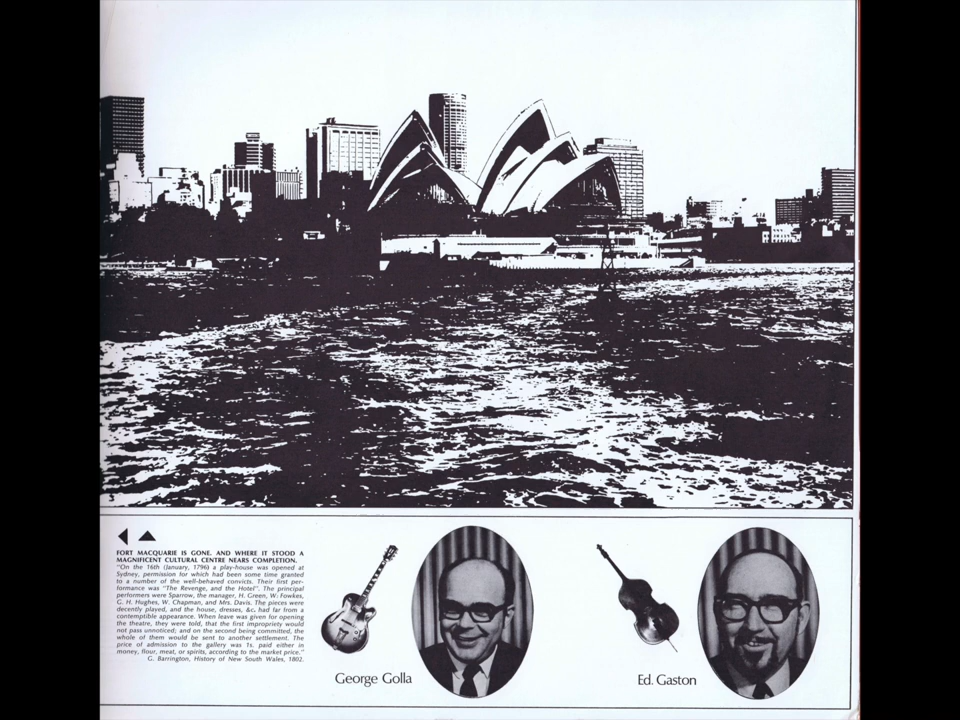 FORT MACQUARIE IS GONE. AND WHERE IT STOOD A
MAGNIFICENT CULTURAL CENTRE NEARS COMPLETION.
"On the 16th (January, 1796) a play-house was opened at
Sydney, permission for which had been some time granted
to a number of the well-behaved convicts. Their first per-
formance was "The Revenge, and the Hotel". The principal
performers were Sparrow, the manager, H. Green, W. Fowkes,
G. H. Hughes, W. Chapman, and Mrs. Davis. The pieces were
decently played, and the house, dresses, &c. had far from a
contemptible appearance. When leave was given for opening
the theatre, they were told, that the first impropriety would
not pass unnoticed; and on the second being committed, the
whole of them would be sent to another settlement. The
price of admission to the gallery was 1s. paid either in
money, flour, meat, or spirits, according to the market price."
G. Barrington, History of New South Wales, 1802.
George Golla
Ed. Gaston